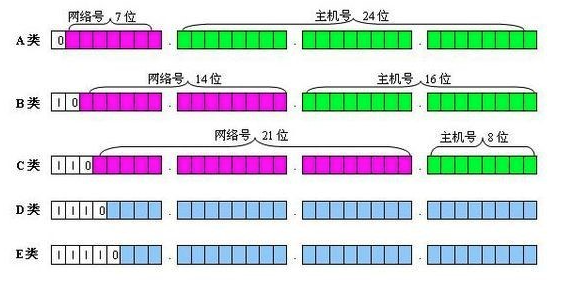 网络号 7 位 主机号 24 位
A 类 0 . . .
网络号 14 位 主机号 16 位
B 类 1 0 . . .
网络号 21 位 主机号 8 位
C 类 1 1 0 . . .
D 类 1 1 1 0 . . .
E 类 1 1 1 1 0 . . .